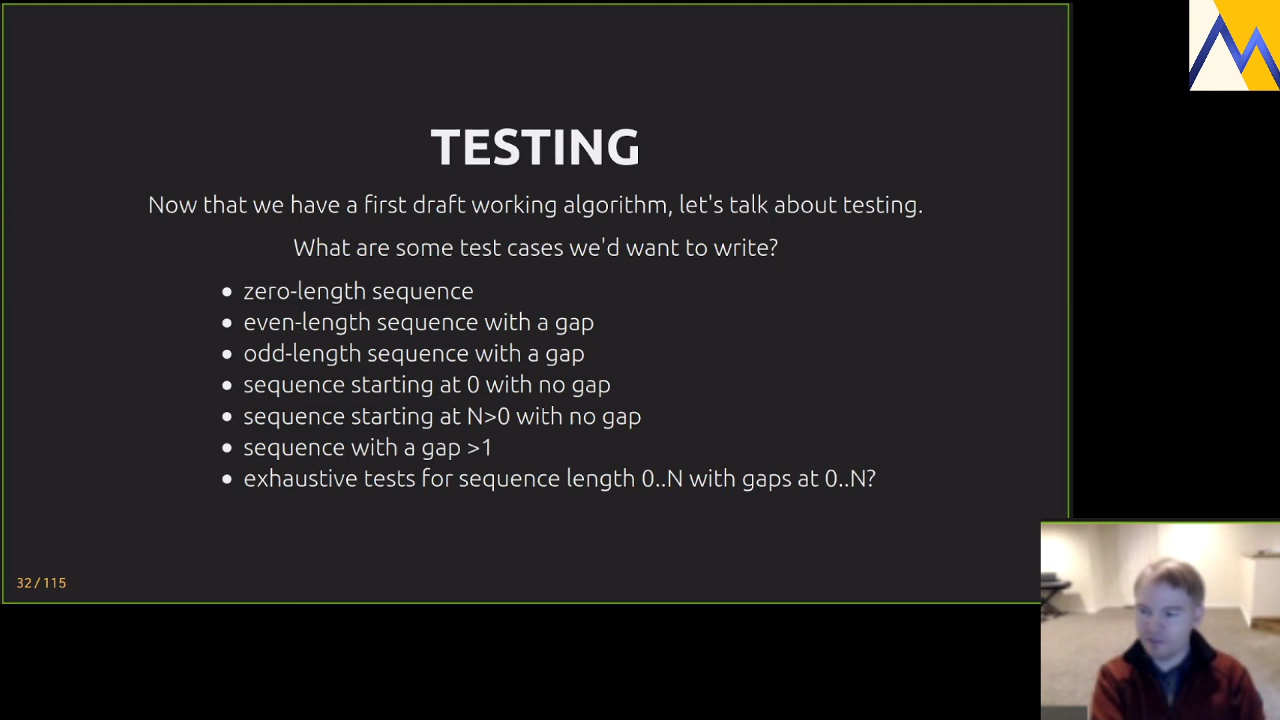 TESTING
Now that we have a first draft working algorithm, let's talk about testing.
What are some test cases we'd want to write?
• zero-length sequence
• even-length sequence with a gap
• odd-length sequence with a gap
• sequence starting at 0 with no gap
• sequence starting at N>0 with no gap
• sequence with a gap >1
• exhaustive tests for sequence length 0..N with gaps at 0..N?
32 / 115